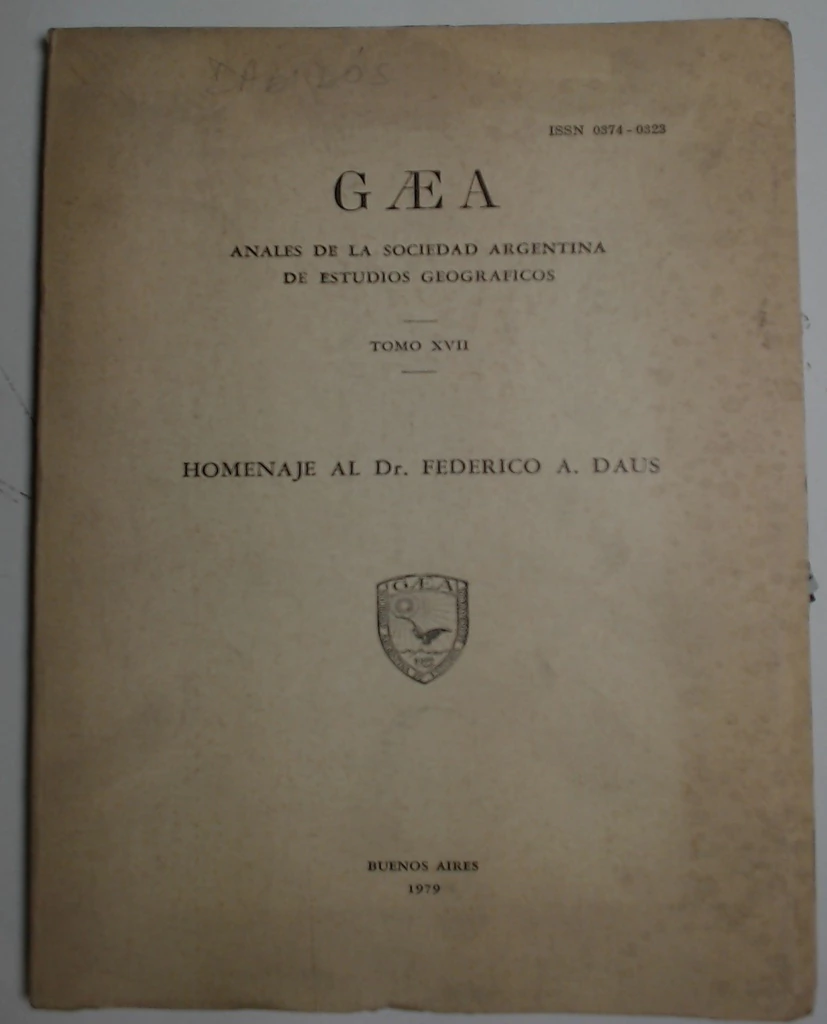 ISSN 0374-0323
GÆA
ANALES DE LA SOCIEDAD ARGENTINA
DE ESTUDIOS GEOGRAFICOS
TOMO XVII
HOMENAJE AL Dr. FEDERICO A. DAUS
GÆA
BUENOS AIRES
1979